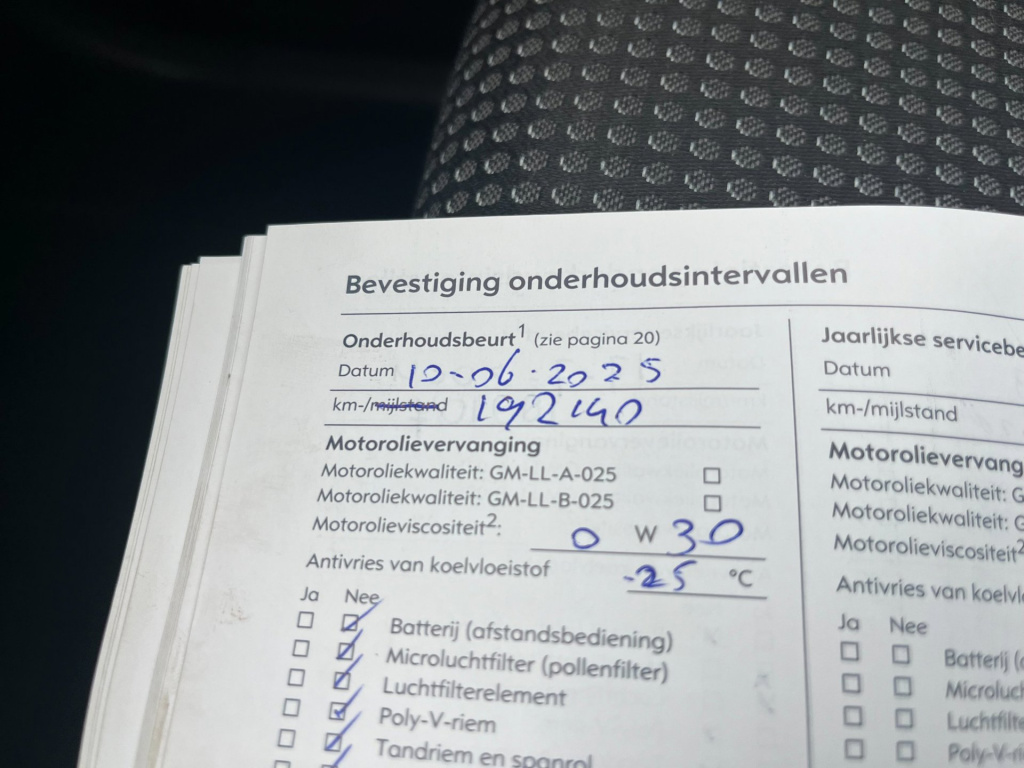 Bevestiging onderhoudsintervallen
Onderhoudsbeurt¹ (zie pagina 20)
Datum 10-06-2025
km-/mijlstand 192140
Motorolievervanging
Motoroliekwaliteit: GM-LL-A-025
Motoroliekwaliteit: GM-LL-B-025
Motorolieviscositeit²: 0 W 30
Antivries van koelvloeistof -25 °C
Ja Nee
Batterij (afstandsbediening)
Microluchtfilter (pollenfilter)
Luchtfilterelement
Poly-V-riem
Tandriem en spanrol
Jaarlijkse servicebe
Datum
km-/mijlstand
Motorolievervang
Motoroliekwaliteit: G
Motoroliekwaliteit: G
Motorolieviscositeit²
Antivries van koelvl
Ja Nee
Batterij (
Microluch
Luchtfilte
Poly-V-ri